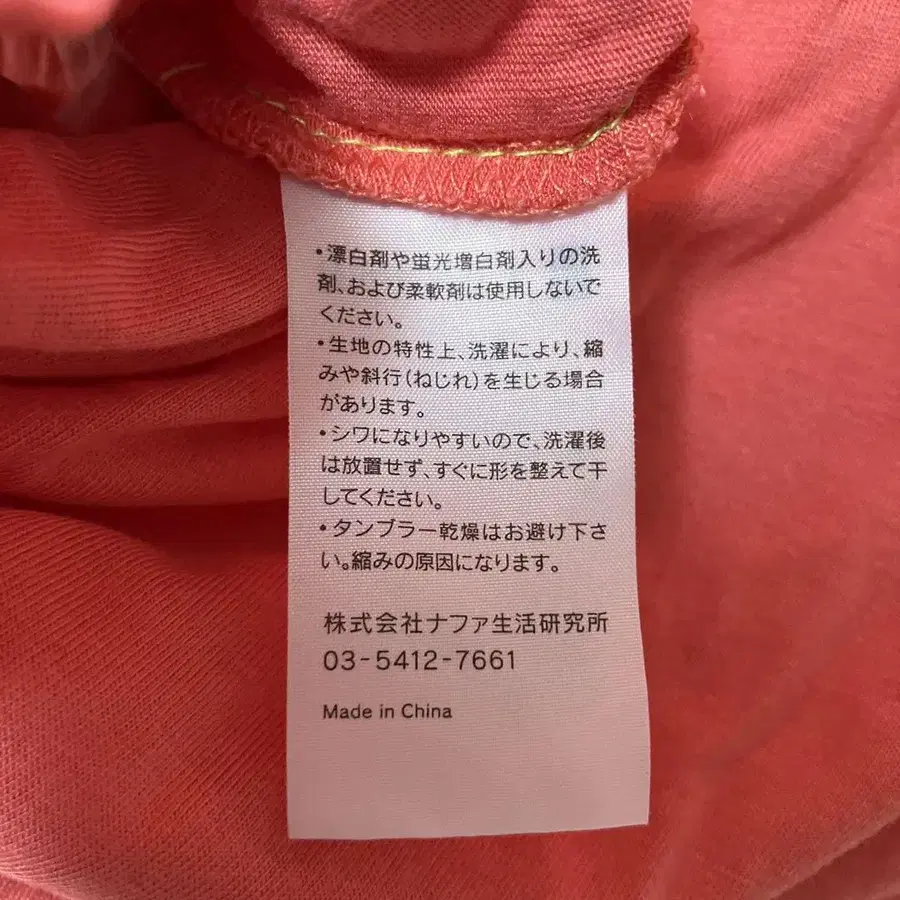 ・漂白剤や蛍光増白剤入りの洗
剤、および柔軟剤は使用しないで
ください。
・生地の特性上、洗濯により、縮
みや斜行(ねじれ)を生じる場合
があります。
・シワになりやすいので、洗濯後
は放置せず、すぐに形を整えて干
してください。
・タンブラー乾燥はお避け下さ
い。縮みの原因になります。
株式会社ナファ生活研究所
03-5412-7661
Made in China